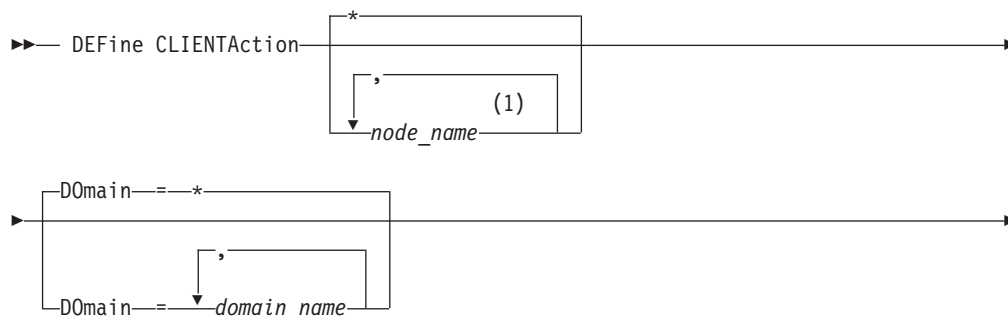 *
DEFine CLIENTAction
,
(1)
node_name
DOmain = *
,
DOmain = domain_name